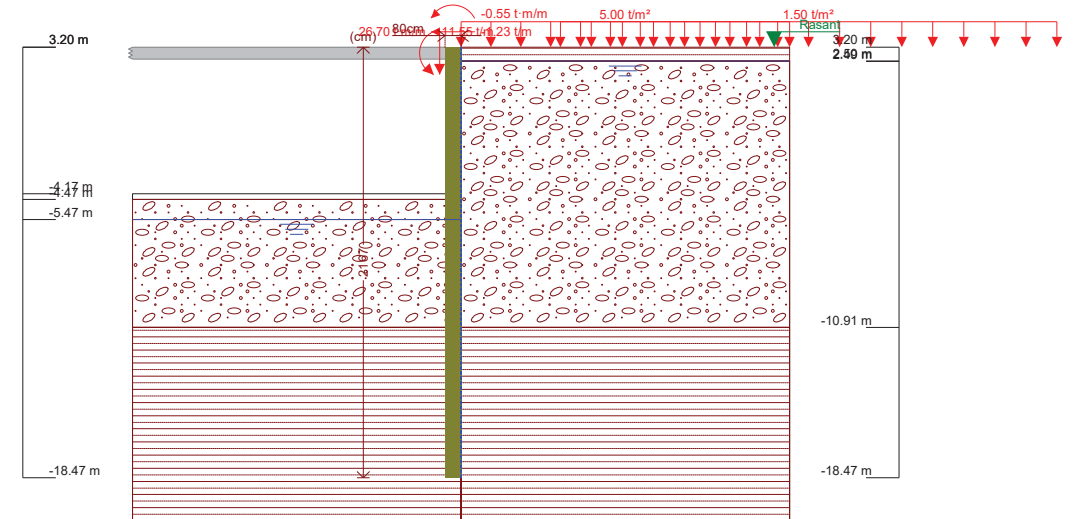 -0.55 t·m/m
5.00 t/m²
1.50 t/m²
Rasant
80cm
(cm)
3.20 m
3.20 m
2.50 m
-4.17 m
-4.47 m
-5.47 m
2167
-10.91 m
-18.47 m
-18.47 m